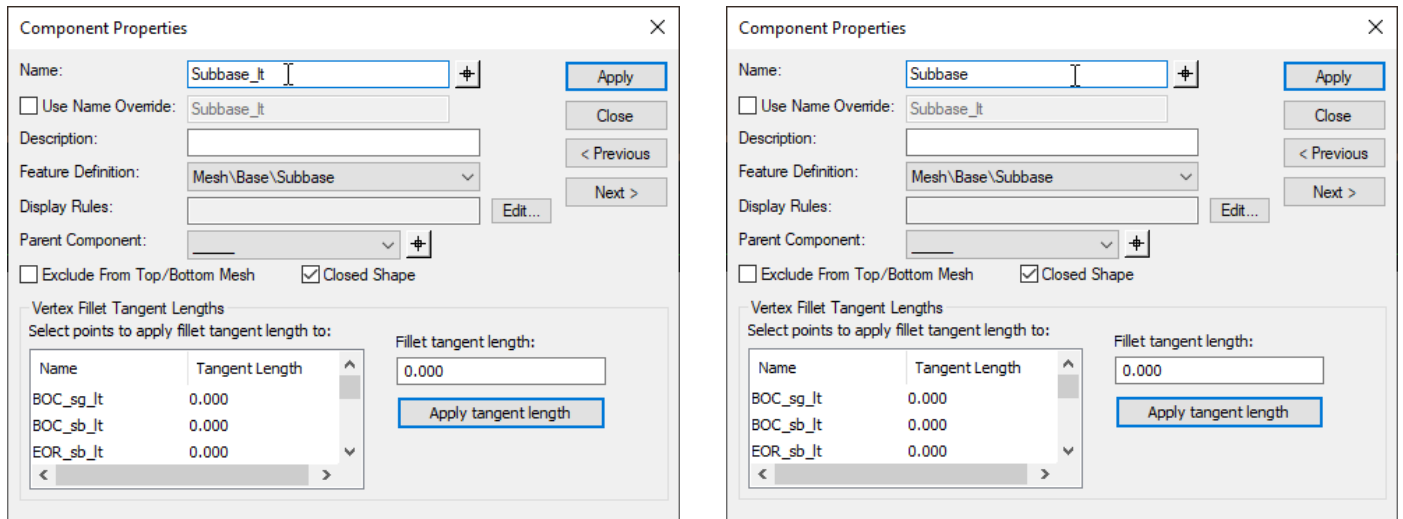 Component Properties
Name:
Subbase_lt
Apply
Use Name Override:
Subbase_lt
Close
Description:
< Previous
Feature Definition:
Mesh\Base\Subbase
Next >
Display Rules:
Edit...
Parent Component:
Exclude From Top/Bottom Mesh
Closed Shape
Vertex Fillet Tangent Lengths
Select points to apply fillet tangent length to:
Fillet tangent length:
Name Tangent Length
0.000
BOC_sg_lt 0.000
Apply tangent length
BOC_sb_lt 0.000
EOR_sb_lt 0.000
Component Properties
Name:
Subbase
Apply
Use Name Override:
Subbase_lt
Close
Description:
< Previous
Feature Definition:
Mesh\Base\Subbase
Next >
Display Rules:
Edit...
Parent Component:
Exclude From Top/Bottom Mesh
Closed Shape
Vertex Fillet Tangent Lengths
Select points to apply fillet tangent length to:
Fillet tangent length:
Name Tangent Length
0.000
BOC_sg_lt 0.000
Apply tangent length
BOC_sb_lt 0.000
EOR_sb_lt 0.000